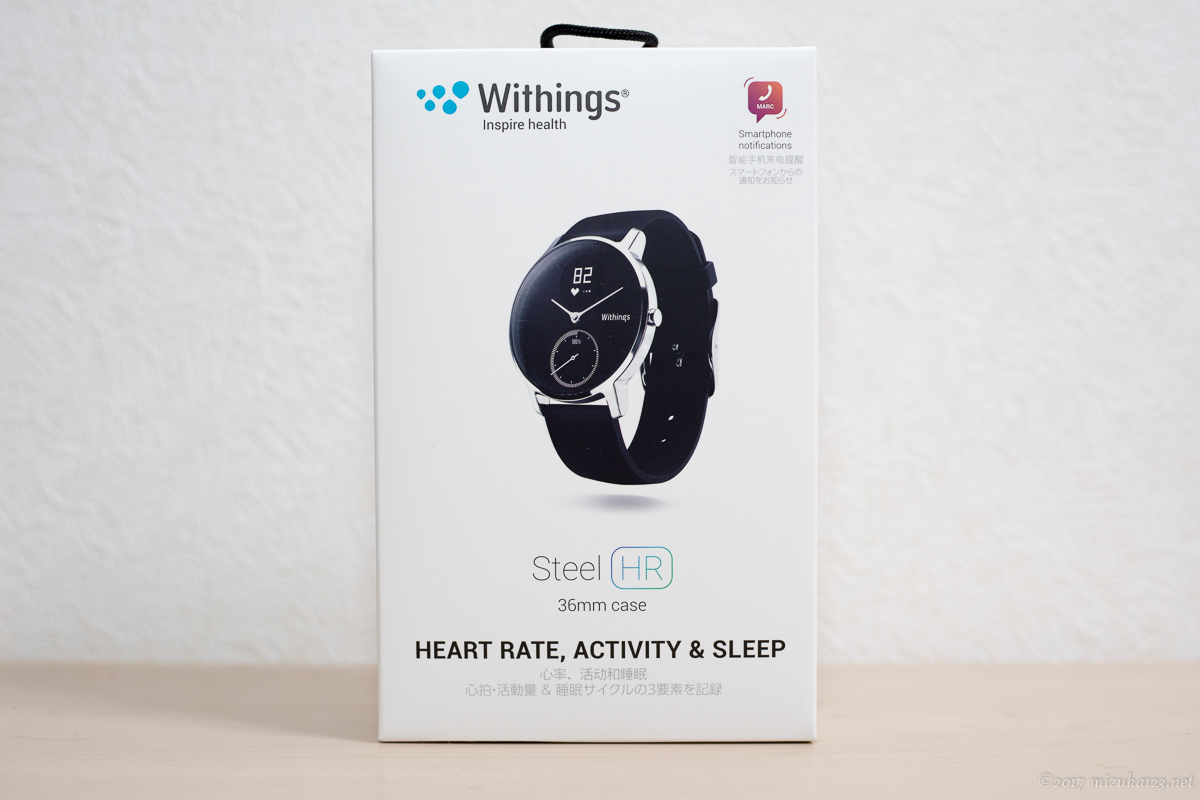 Withings®
Inspire health
MARC
Smartphone
notifications
智能手机来电提醒
スマートフォンからの
通知をお知らせ
82
Withings
100%
Steel HR
36mm case
HEART RATE, ACTIVITY & SLEEP
心率、活动和睡眠
心拍・活動量 & 睡眠サイクルの3要素を記録
©2017 mizuka123.net